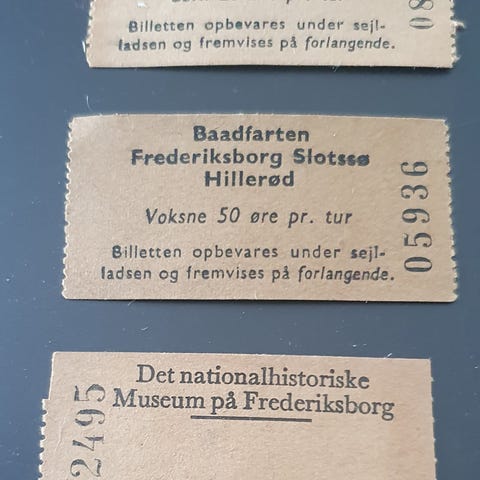 Billetten opbevares under sejl-
ladsen og fremvises på forlangende.
08
Baadfarten
Frederiksborg Slotssø
Hillerød
Voksne 50 øre pr. tur
Billetten opbevares under sejl-
ladsen og fremvises på forlangende.
05936
Det nationalhistoriske
Museum på Frederiksborg
2495